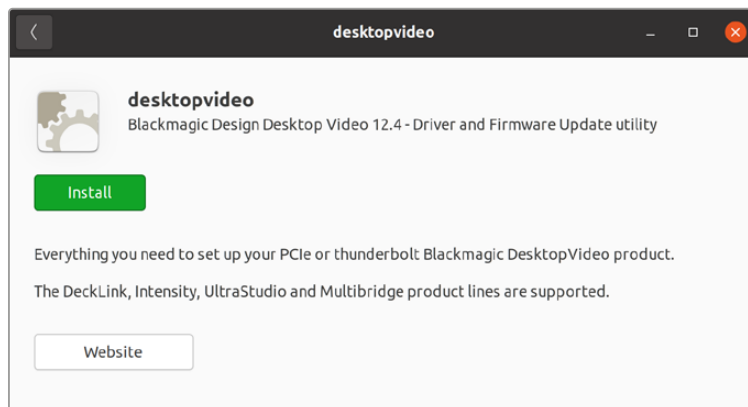 desktopvideo
desktopvideo
Blackmagic Design Desktop Video 12.4 - Driver and Firmware Update utility
Install
Everything you need to set up your PCIe or thunderbolt Blackmagic DesktopVideo product.
The DeckLink, Intensity, UltraStudio and Multibridge product lines are supported.
Website